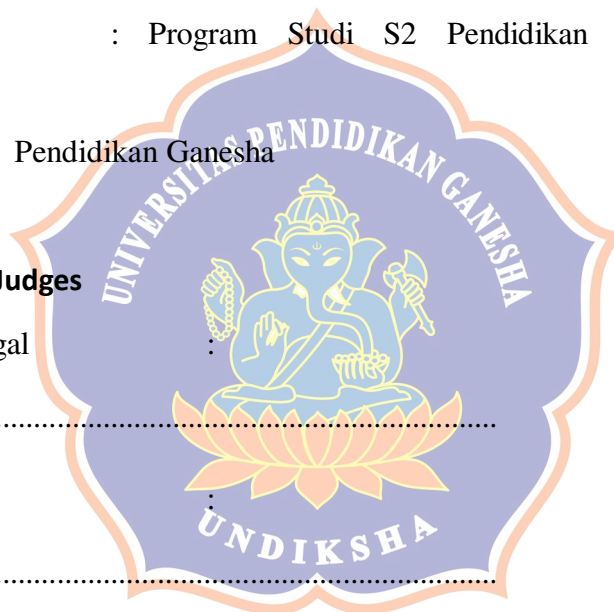 : Program Studi S2 Pendidikan
Pendidikan Ganesha
UNIVERSITAS PENDIDIKAN GANESHA
Judges
gal :
................................................................
:
UNDIKSHA
................................................................